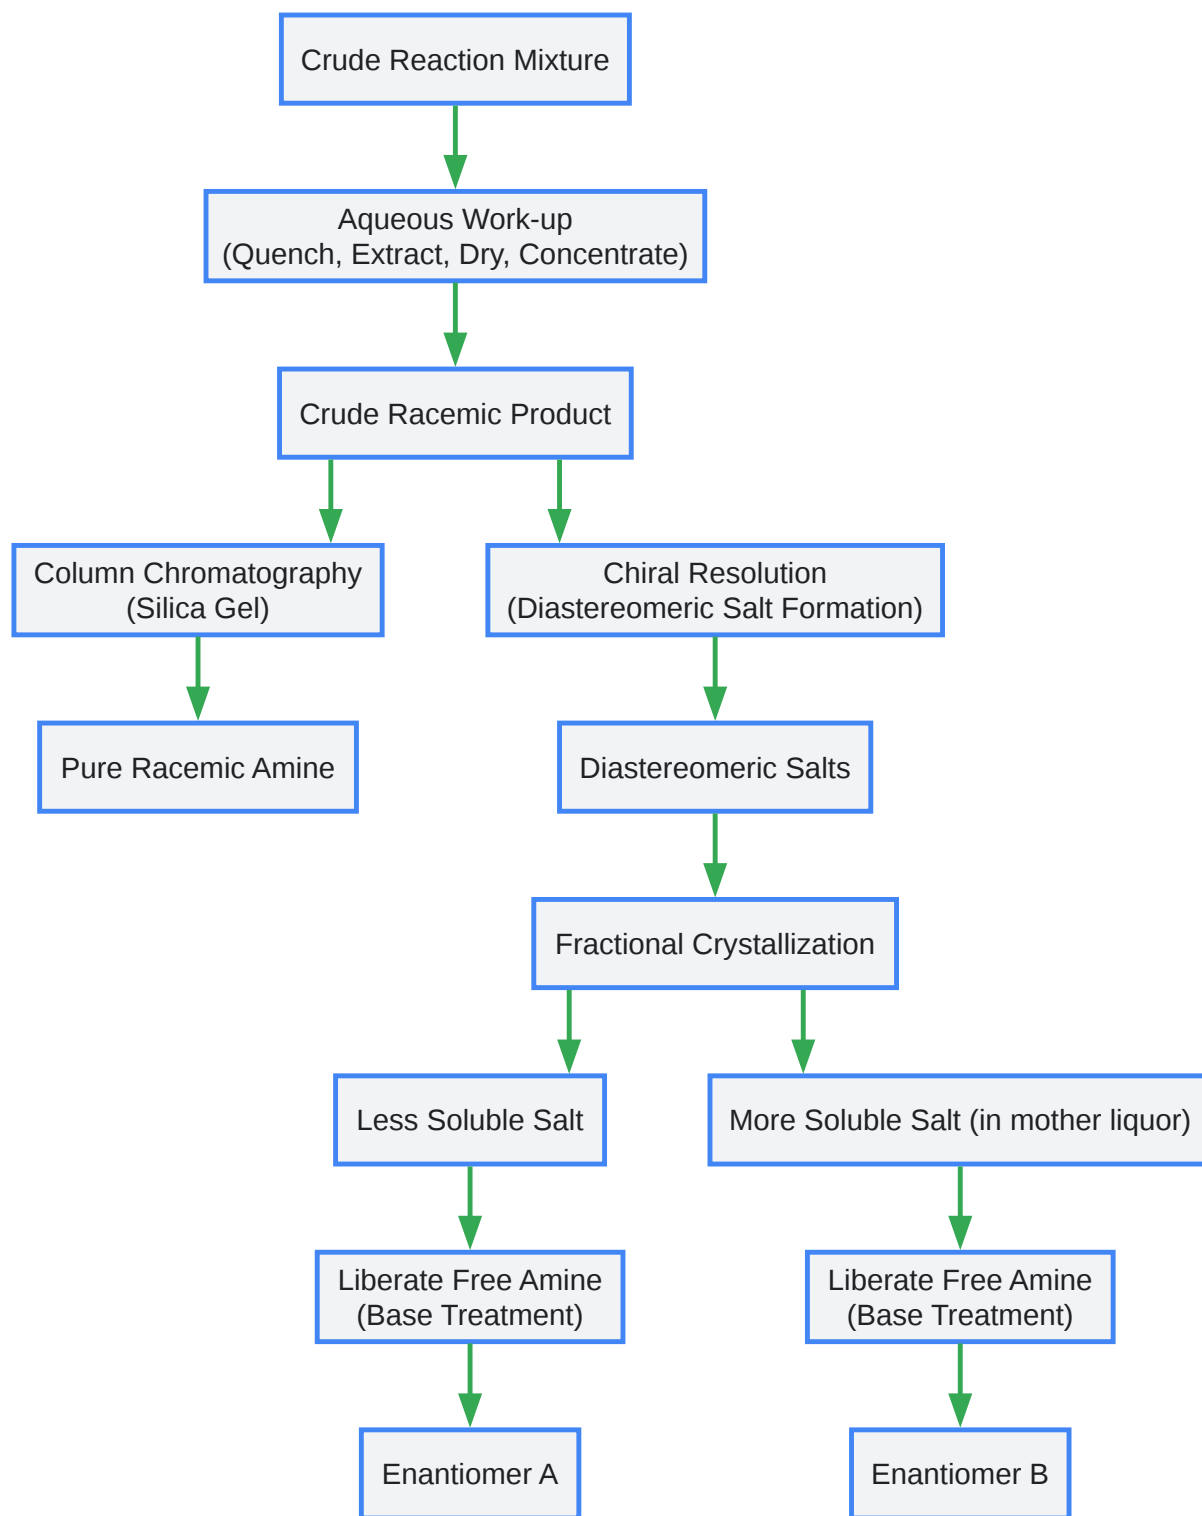 Crude Reaction Mixture
Aqueous Work-up
(Quench, Extract, Dry, Concentrate)
Crude Racemic Product
Column Chromatography
(Silica Gel)
Chiral Resolution
(Diastereomeric Salt Formation)
Pure Racemic Amine
Diastereomeric Salts
Fractional Crystallization
Less Soluble Salt
More Soluble Salt (in mother liquor)
Liberate Free Amine
(Base Treatment)
Liberate Free Amine
(Base Treatment)
Enantiomer A
Enantiomer B